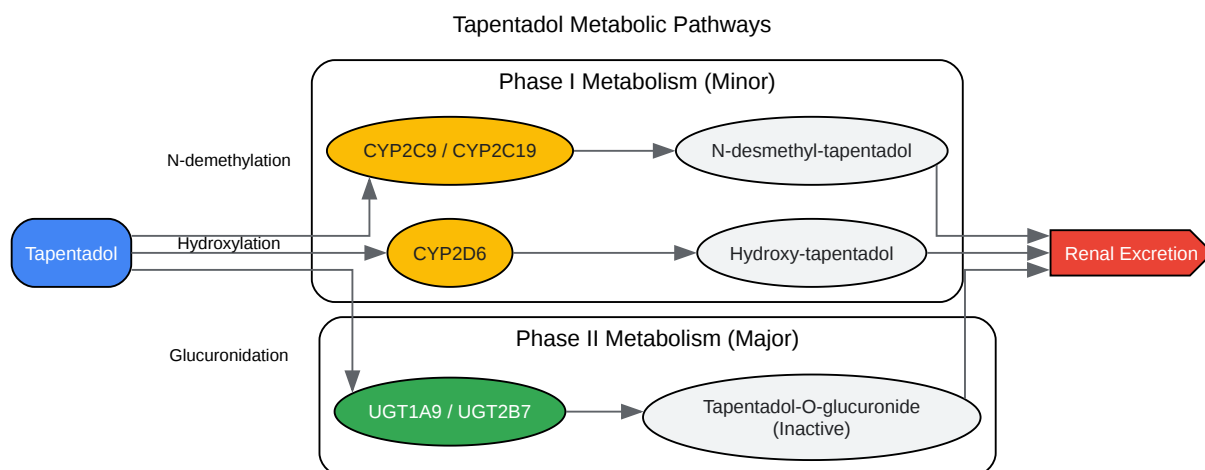 Tapentadol Metabolic Pathways
Phase I Metabolism (Minor)
N-demethylation
CYP2C9 / CYP2C19
N-desmethyl-tapentadol
Tapentadol
Hydroxylation
CYP2D6
Hydroxy-tapentadol
Renal Excretion
Phase II Metabolism (Major)
Glucuronidation
UGT1A9 / UGT2B7
Tapentadol-O-glucuronide
(Inactive)